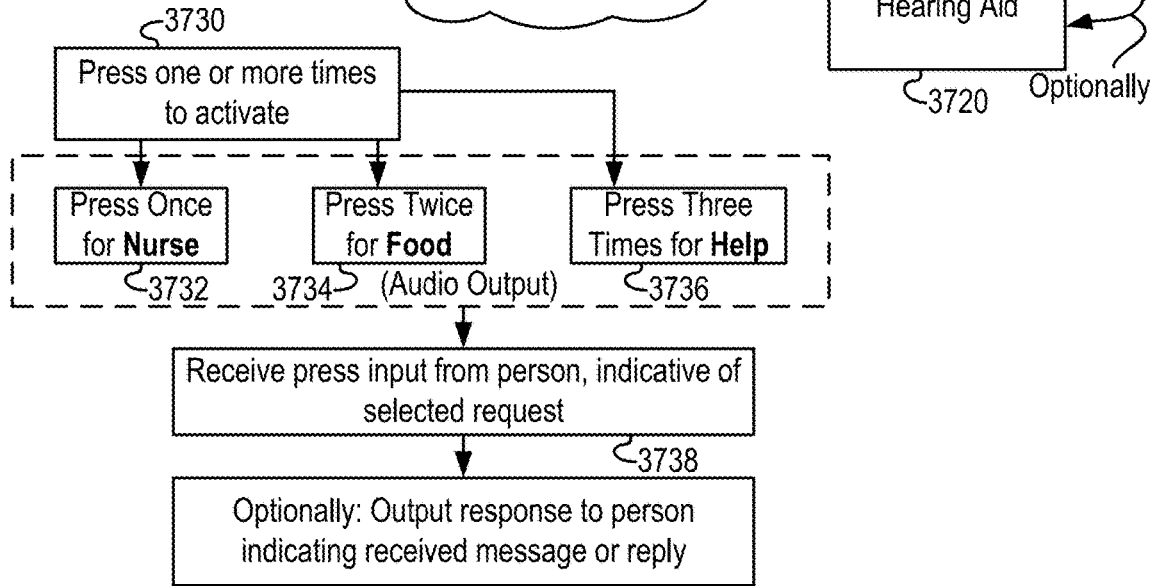 3730
Hearing Aid
Press one or more times
to activate
Optionally
3720
Press Once
for Nurse
Press Twice
for Food
Press Three
Times for Help
3732
3734
(Audio Output)
3736
Receive press input from person, indicative of
selected request
3738
Optionally: Output response to person
indicating received message or reply